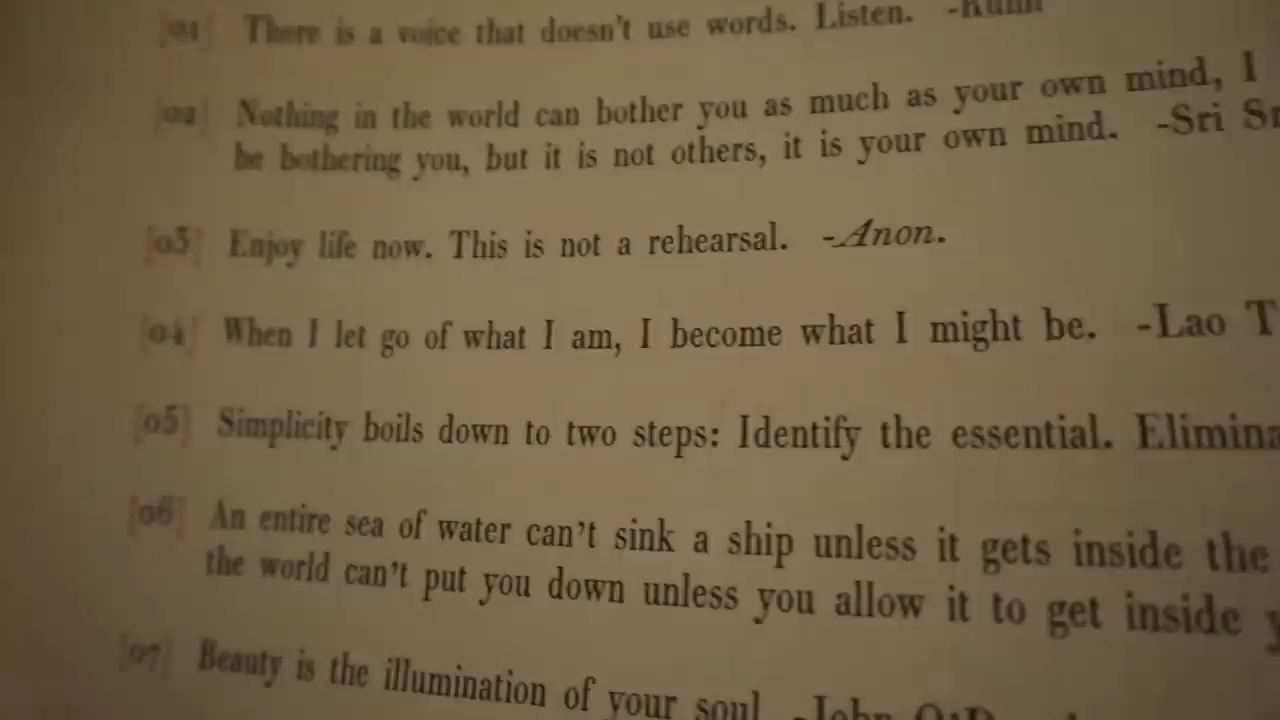 [01] There is a voice that doesn't use words. Listen. -Rumi
[02] Nothing in the world can bother you as much as your own mind, I
be bothering you, but it is not others, it is your own mind. -Sri
[03] Enjoy life now. This is not a rehearsal. -Anon.
[04] When I let go of what I am, I become what I might be. -Lao
[05] Simplicity boils down to two steps: Identify the essential.
[06] An entire sea of water can't sink a ship unless it gets inside the
the world can't put you down unless you allow it to get inside
[07] Beauty is the illumination of your soul -John